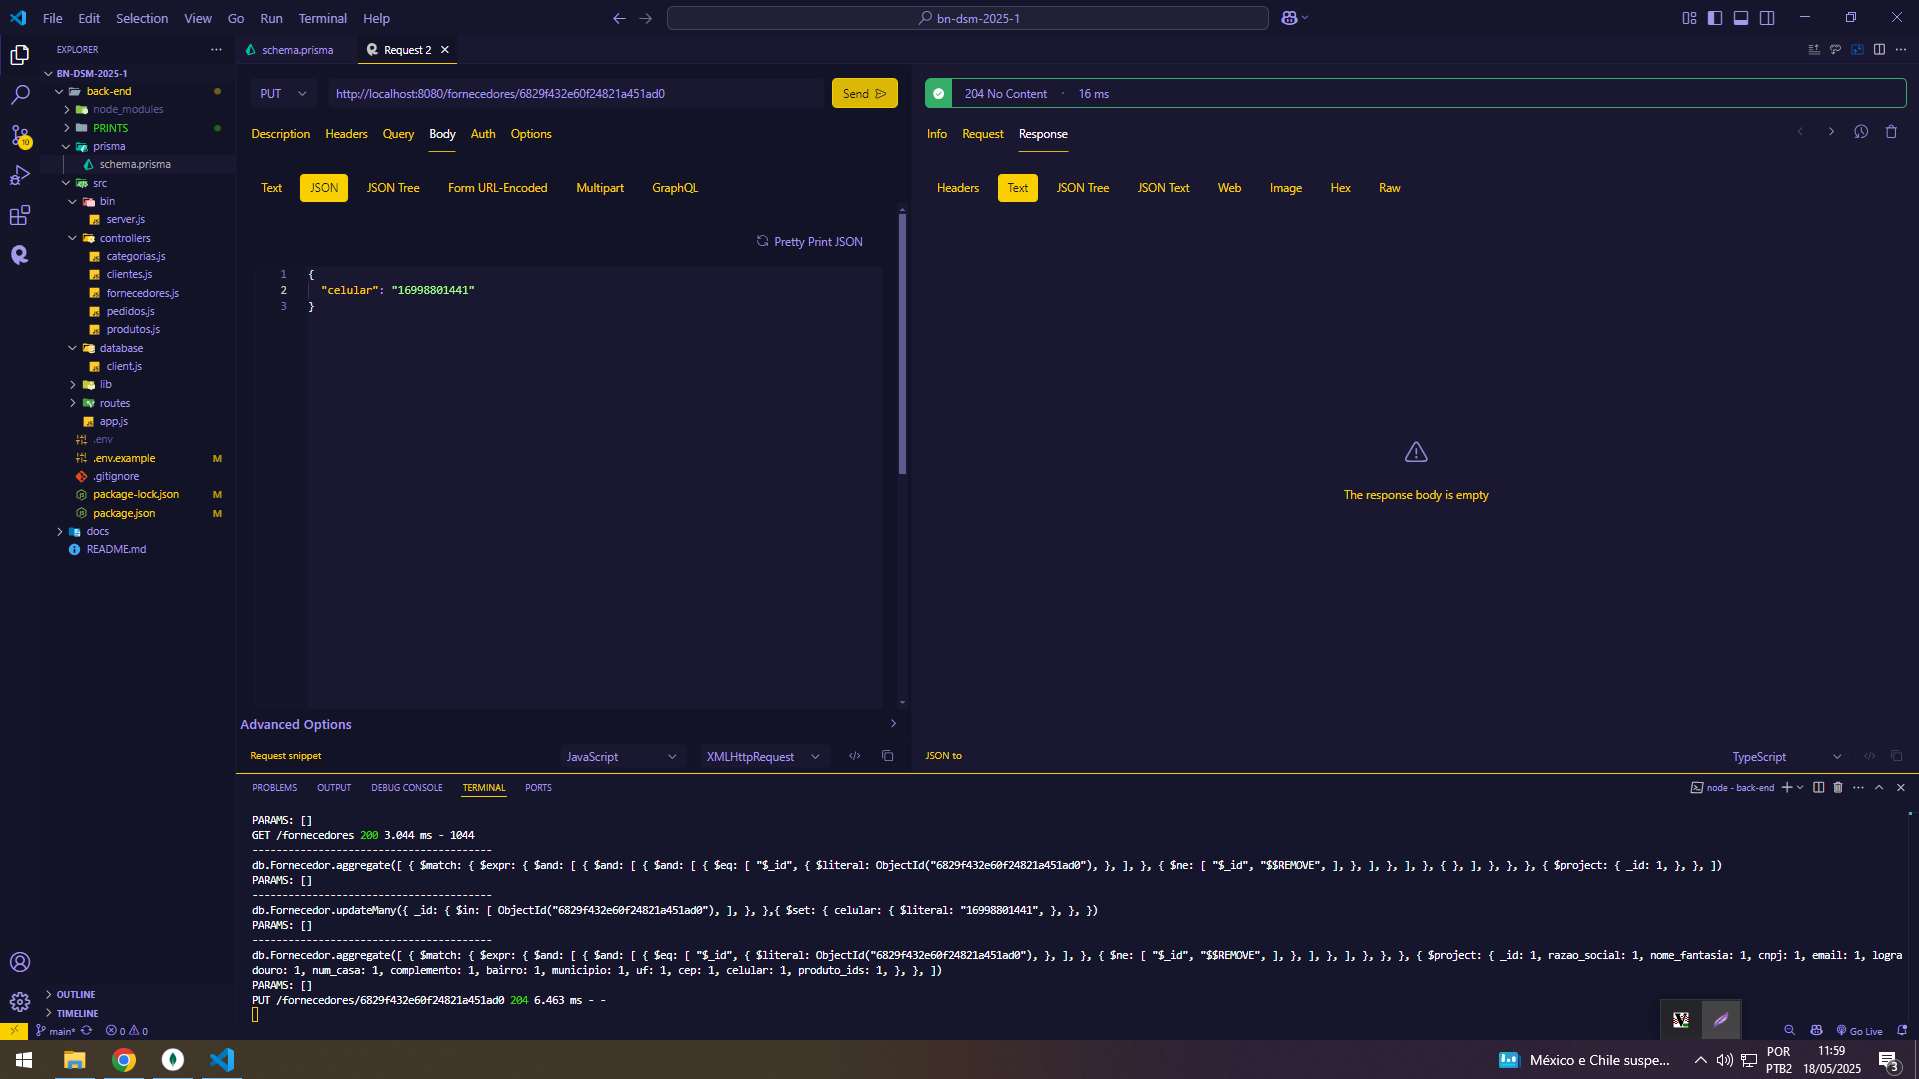 File Edit Selection View Go Run Terminal Help
bn-dsm-2025-1
EXPLORER
BN-DSM-2025-1
back-end
node_modules
PRINTS
prisma
schema.prisma
src
bin
server.js
controllers
categorias.js
clientes.js
fornecedores.js
pedidos.js
produtos.js
database
client.js
lib
routes
app.js
.env
.env.example M
.gitignore
package-lock.json M
package.json M
docs
README.md
OUTLINE
TIMELINE
10
schema.prisma Request 2
PUT http://localhost:8080/fornecedores/6829f432e60f24821a451ad0 Send
Description Headers Query Body Auth Options
Text JSON JSON Tree Form URL-Encoded Multipart GraphQL
Pretty Print JSON
1 {
2 "celular": "16998801441"
3 }
Advanced Options
Request snippet JavaScript XMLHttpRequest
204 No Content · 16 ms
Info Request Response
Headers Text JSON Tree JSON Text Web Image Hex Raw
The response body is empty
JSON to TypeScript
PROBLEMS OUTPUT DEBUG CONSOLE TERMINAL PORTS
node - back-end
PARAMS: []
GET /fornecedores 200 3.044 ms - 1044
-----------------------------------------
db.Fornecedor.aggregate([ { $match: { $expr: { $and: [ { $and: [ { $and: [ { $eq: [ "$_id", { $literal: ObjectId("6829f432e60f24821a451ad0"), }, ], }, { $ne: [ "$_id", "$$REMOVE", ], }, ], }, ], }, { }, ], }, }, }, { $project: { _id: 1, }, }, ])
PARAMS: []
-----------------------------------------
db.Fornecedor.updateMany({ _id: { $in: [ ObjectId("6829f432e60f24821a451ad0"), ], }, },{ $set: { celular: { $literal: "16998801441", }, }, })
PARAMS: []
-----------------------------------------
db.Fornecedor.aggregate([ { $match: { $expr: { $and: [ { $and: [ { $eq: [ "$_id", { $literal: ObjectId("6829f432e60f24821a451ad0"), }, ], }, { $ne: [ "$_id", "$$REMOVE", ], }, ], }, ], }, }, }, { $project: { _id: 1, razao_social: 1, nome_fantasia: 1, cnpj: 1, email: 1, logra
douro: 1, num_casa: 1, complemento: 1, bairro: 1, municipio: 1, uf: 1, cep: 1, celular: 1, produto_ids: 1, }, }, ])
PARAMS: []
PUT /fornecedores/6829f432e60f24821a451ad0 204 6.463 ms - -
main* 0 0 Go Live
México e Chile suspe... POR PTB2 11:59 18/05/2025 3